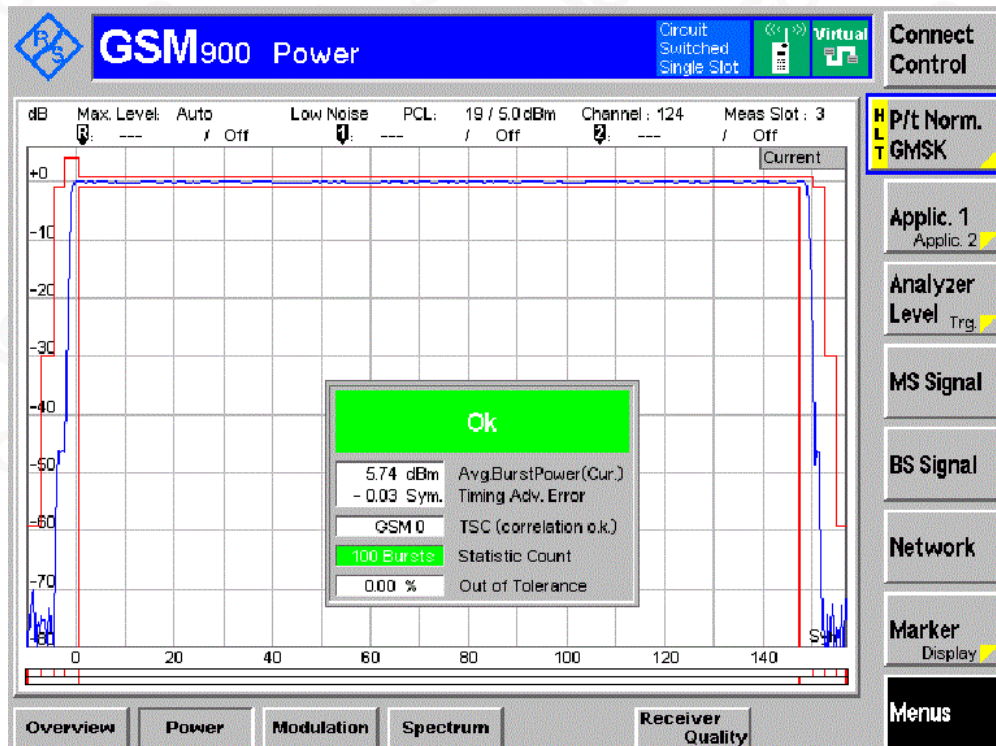 R S
GSM900 Power
Circuit
Switched
Single Slot
Virtual
Connect
Control
dB Max. Level: Auto Low Noise PCL: 19 / 5.0 dBm Channel : 124 Meas Slot : 3
R: --- / Off 1: --- / Off 2: --- / Off
Current
+0
-10
-20
-30
-40
-50
-60
-70
-80
Sym
0 20 40 60 80 100 120 140
Ok
5.74 dBm Avg.BurstPower(Cur.)
- 0.03 Sym. Timing Adv. Error
GSM 0 TSC (correlation o.k.)
100 Bursts Statistic Count
0.00 % Out of Tolerance
HLT
P/t Norm.
GMSK
Applic. 1
Applic. 2
Analyzer
Level Trg.
MS Signal
BS Signal
Network
Marker
Display
Menus
Overview Power Modulation Spectrum Receiver
Quality